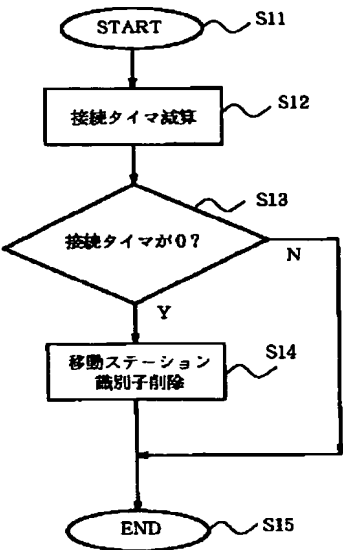 START
S11
接続タイマ減算
S12
接続タイマが0?
S13
N
Y
移動ステーション
識別子削除
S14
END
S15